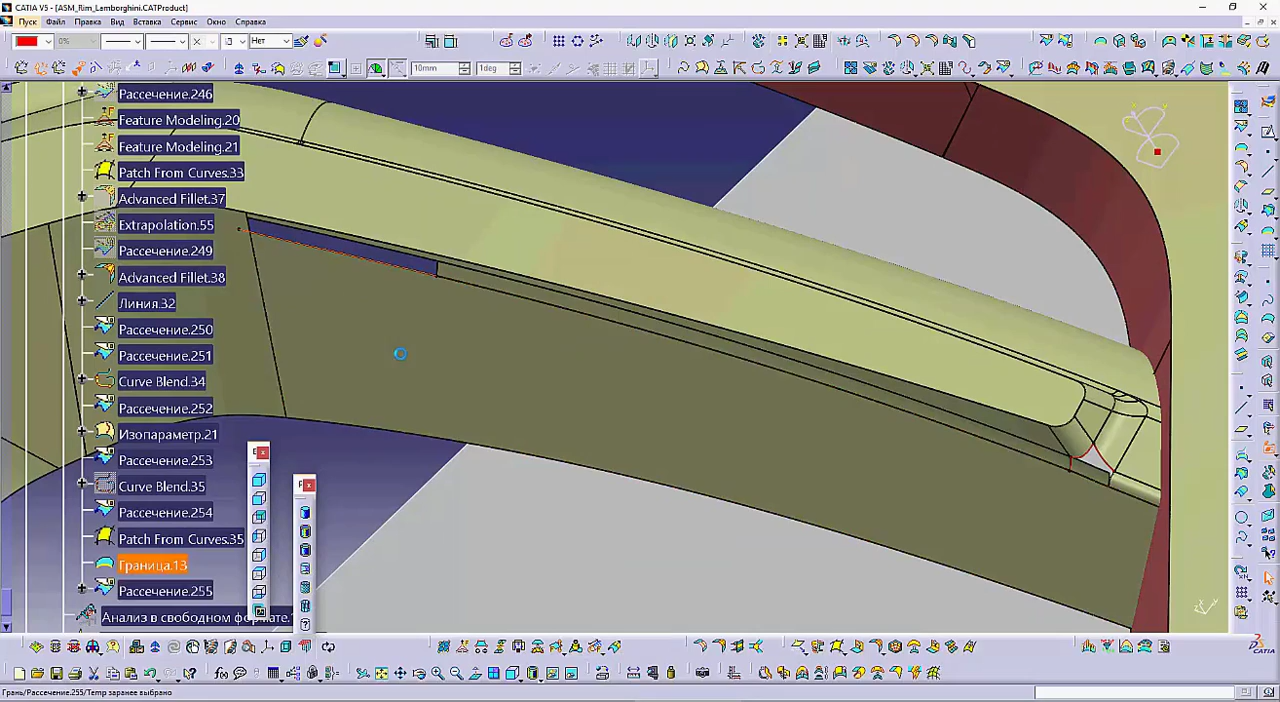 CATIA V5 - [ASM_Rim_Lamborghini.CATProduct]
Пуск Файл Правка Вид Вставка Сервис Окно Справка
0% Нет
10mm 1deg
Рассечение.246
Feature Modeling.20
Feature Modeling.21
Patch From Curves.33
Advanced Fillet.37
Extrapolation.55
Рассечение.249
Advanced Fillet.38
Линия.32
Рассечение.250
Рассечение.251
Curve Blend.34
Рассечение.252
Изопараметр.21
Рассечение.253
Curve Blend.35
Рассечение.254
Patch From Curves.35
Граница.13
Рассечение.255
Анализ в свободном формате.
CATIA
Грань/Рассечение.255/Temp заранее выбрано